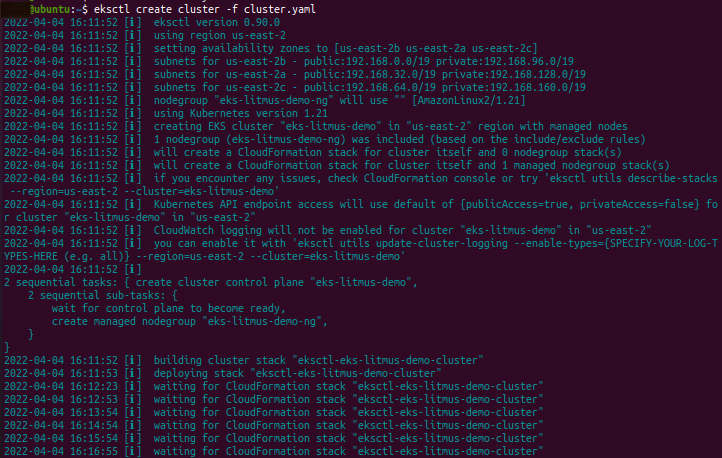 @ubuntu:~$ eksctl create cluster -f cluster.yaml
2022-04-04 16:11:52 [ℹ]  eksctl version 0.90.0
2022-04-04 16:11:52 [ℹ]  using region us-east-2
2022-04-04 16:11:52 [ℹ]  setting availability zones to [us-east-2b us-east-2a us-east-2c]
2022-04-04 16:11:52 [ℹ]  subnets for us-east-2b - public:192.168.0.0/19 private:192.168.96.0/19
2022-04-04 16:11:52 [ℹ]  subnets for us-east-2a - public:192.168.32.0/19 private:192.168.128.0/19
2022-04-04 16:11:52 [ℹ]  subnets for us-east-2c - public:192.168.64.0/19 private:192.168.160.0/19
2022-04-04 16:11:52 [ℹ]  nodegroup "eks-litmus-demo-ng" will use "" [AmazonLinux2/1.21]
2022-04-04 16:11:52 [ℹ]  using Kubernetes version 1.21
2022-04-04 16:11:52 [ℹ]  creating EKS cluster "eks-litmus-demo" in "us-east-2" region with managed nodes
2022-04-04 16:11:52 [ℹ]  1 nodegroup (eks-litmus-demo-ng) was included (based on the include/exclude rules)
2022-04-04 16:11:52 [ℹ]  will create a CloudFormation stack for cluster itself and 0 nodegroup stack(s)
2022-04-04 16:11:52 [ℹ]  will create a CloudFormation stack for cluster itself and 1 managed nodegroup stack(s)
2022-04-04 16:11:52 [ℹ]  if you encounter any issues, check CloudFormation console or try 'eksctl utils describe-stacks
 --region=us-east-2 --cluster=eks-litmus-demo'
2022-04-04 16:11:52 [ℹ]  Kubernetes API endpoint access will use default of {publicAccess=true, privateAccess=false} fo
r cluster "eks-litmus-demo" in "us-east-2"
2022-04-04 16:11:52 [ℹ]  CloudWatch logging will not be enabled for cluster "eks-litmus-demo" in "us-east-2"
2022-04-04 16:11:52 [ℹ]  you can enable it with 'eksctl utils update-cluster-logging --enable-types={SPECIFY-YOUR-LOG-T
YPES-HERE (e.g. all)} --region=us-east-2 --cluster=eks-litmus-demo'
2022-04-04 16:11:52 [ℹ]
2 sequential tasks: { create cluster control plane "eks-litmus-demo",
    2 sequential sub-tasks: {
        wait for control plane to become ready,
        create managed nodegroup "eks-litmus-demo-ng",
    }
}
2022-04-04 16:11:52 [ℹ]  building cluster stack "eksctl-eks-litmus-demo-cluster"
2022-04-04 16:11:53 [ℹ]  deploying stack "eksctl-eks-litmus-demo-cluster"
2022-04-04 16:12:23 [ℹ]  waiting for CloudFormation stack "eksctl-eks-litmus-demo-cluster"
2022-04-04 16:12:53 [ℹ]  waiting for CloudFormation stack "eksctl-eks-litmus-demo-cluster"
2022-04-04 16:13:54 [ℹ]  waiting for CloudFormation stack "eksctl-eks-litmus-demo-cluster"
2022-04-04 16:14:54 [ℹ]  waiting for CloudFormation stack "eksctl-eks-litmus-demo-cluster"
2022-04-04 16:15:54 [ℹ]  waiting for CloudFormation stack "eksctl-eks-litmus-demo-cluster"
2022-04-04 16:16:55 [ℹ]  waiting for CloudFormation stack "eksctl-eks-litmus-demo-cluster"